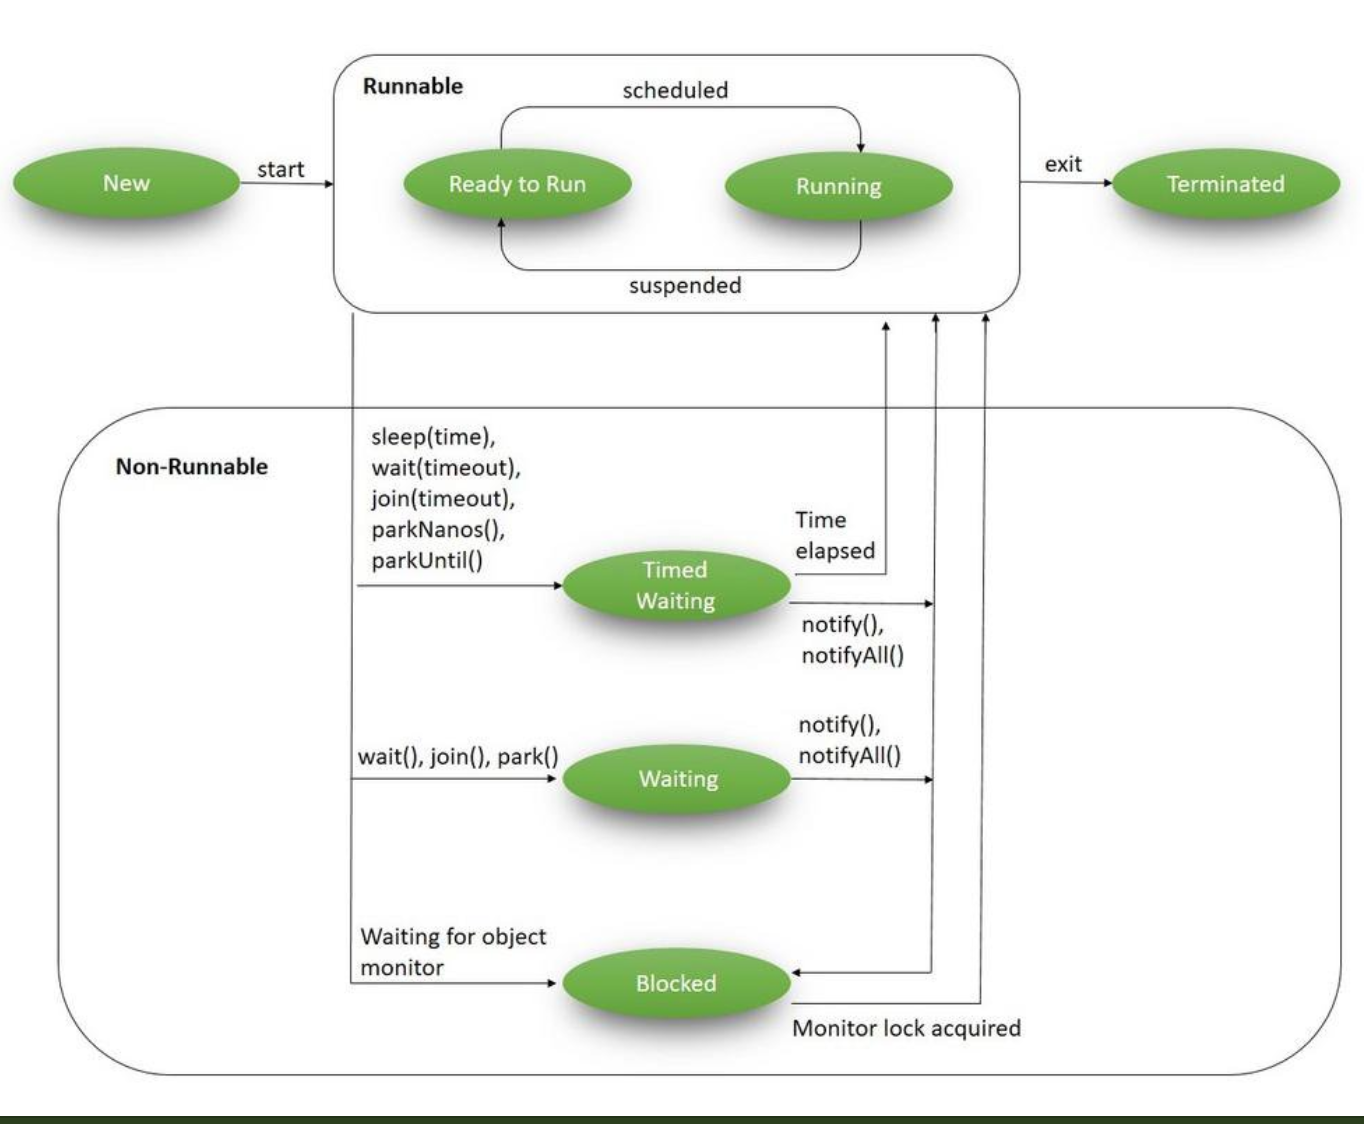 Runnable
scheduled
New
start
Ready to Run
Running
exit
Terminated
suspended
Non-Runnable
sleep(time),
wait(timeout),
join(timeout),
parkNanos(),
parkUntil()
Time
elapsed
Timed
Waiting
notify(),
notifyAll()
wait(), join(), park()
Waiting
notify(),
notifyAll()
Waiting for object
monitor
Blocked
Monitor lock acquired